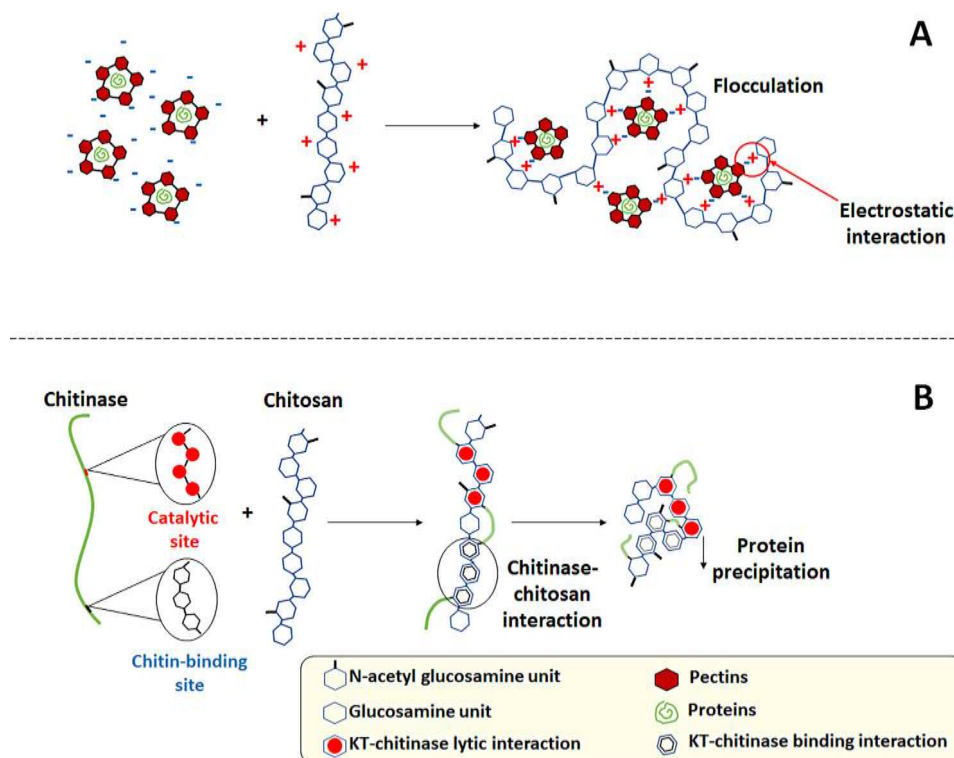 A
Flocculation
+
Electrostatic
interaction
B
Chitinase
Chitosan
+
Catalytic
site
Chitin-binding
site
Chitinase-
chitosan
interaction
Protein
precipitation
N-acetyl glucosamine unit
Pectins
Glucosamine unit
Proteins
KT-chitinase lytic interaction
KT-chitinase binding interaction